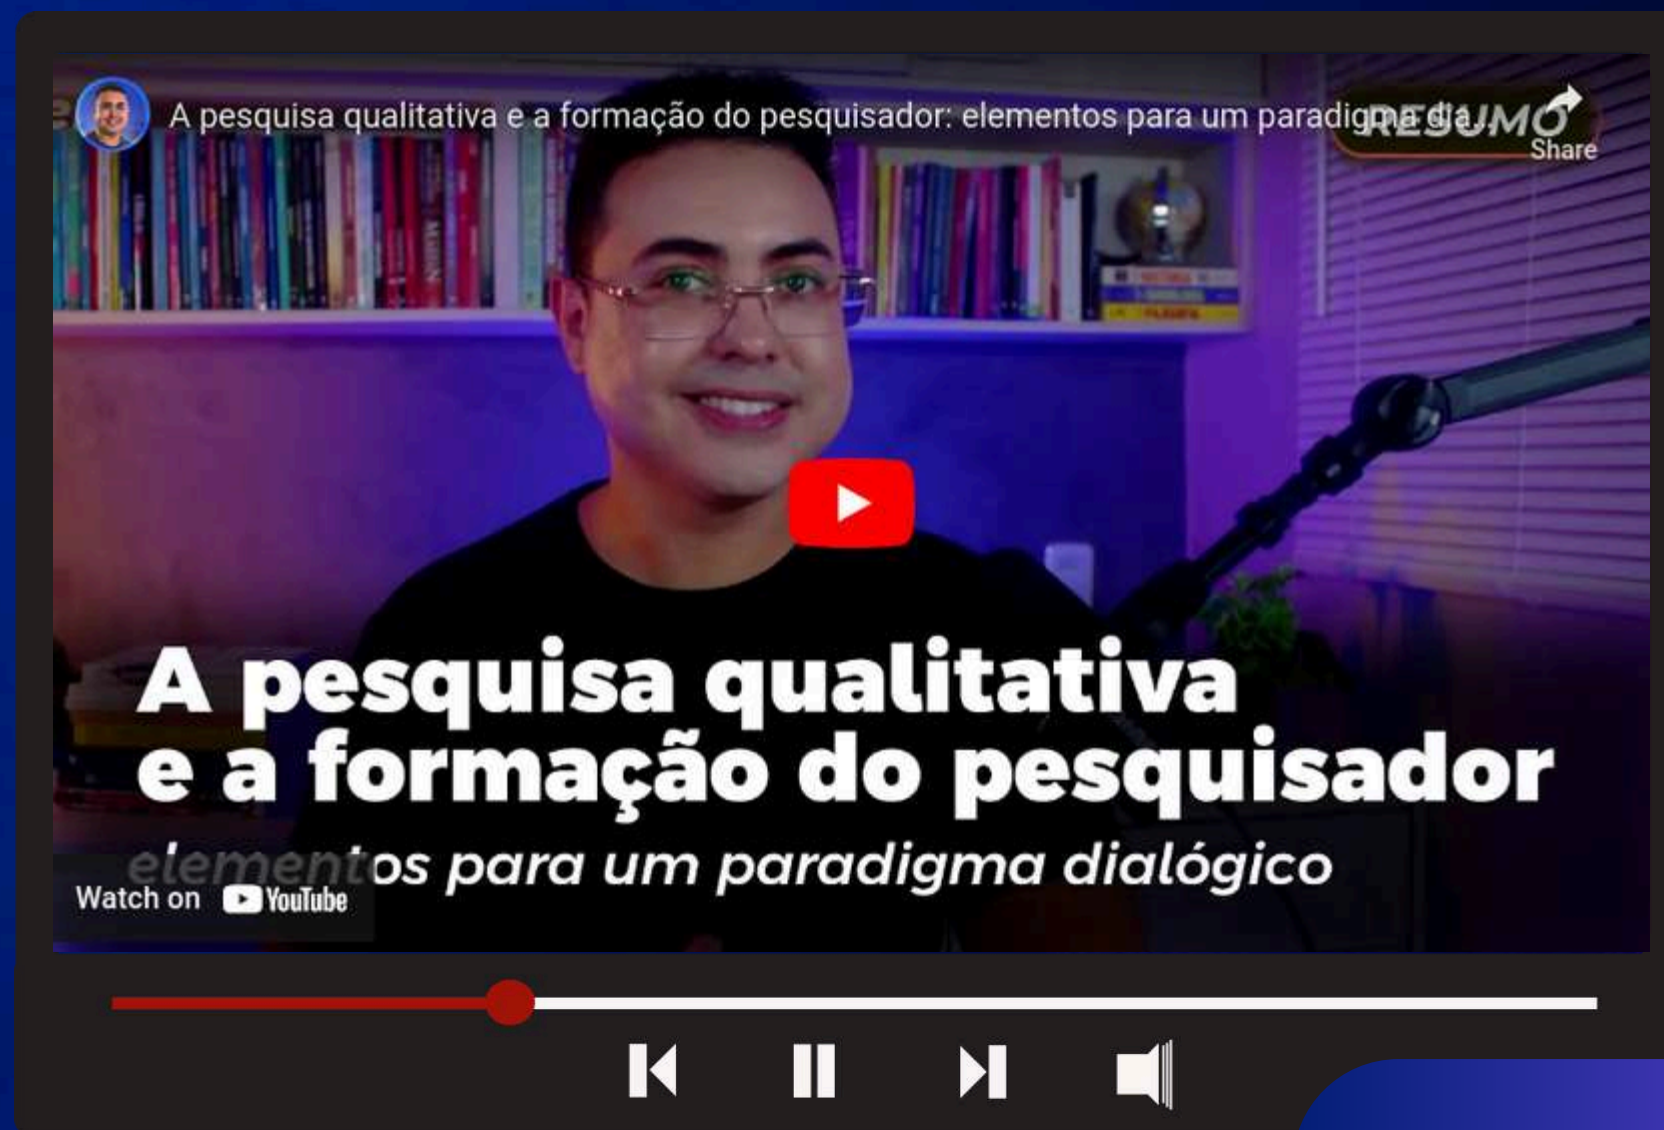 A pesquisa qualitativa e a formação do pesquisador: elementos para um paradigma dia...
RESUMO
Share
A pesquisa qualitativa
e a formação do pesquisador
elementos para um paradigma dialógico
Watch on YouTube